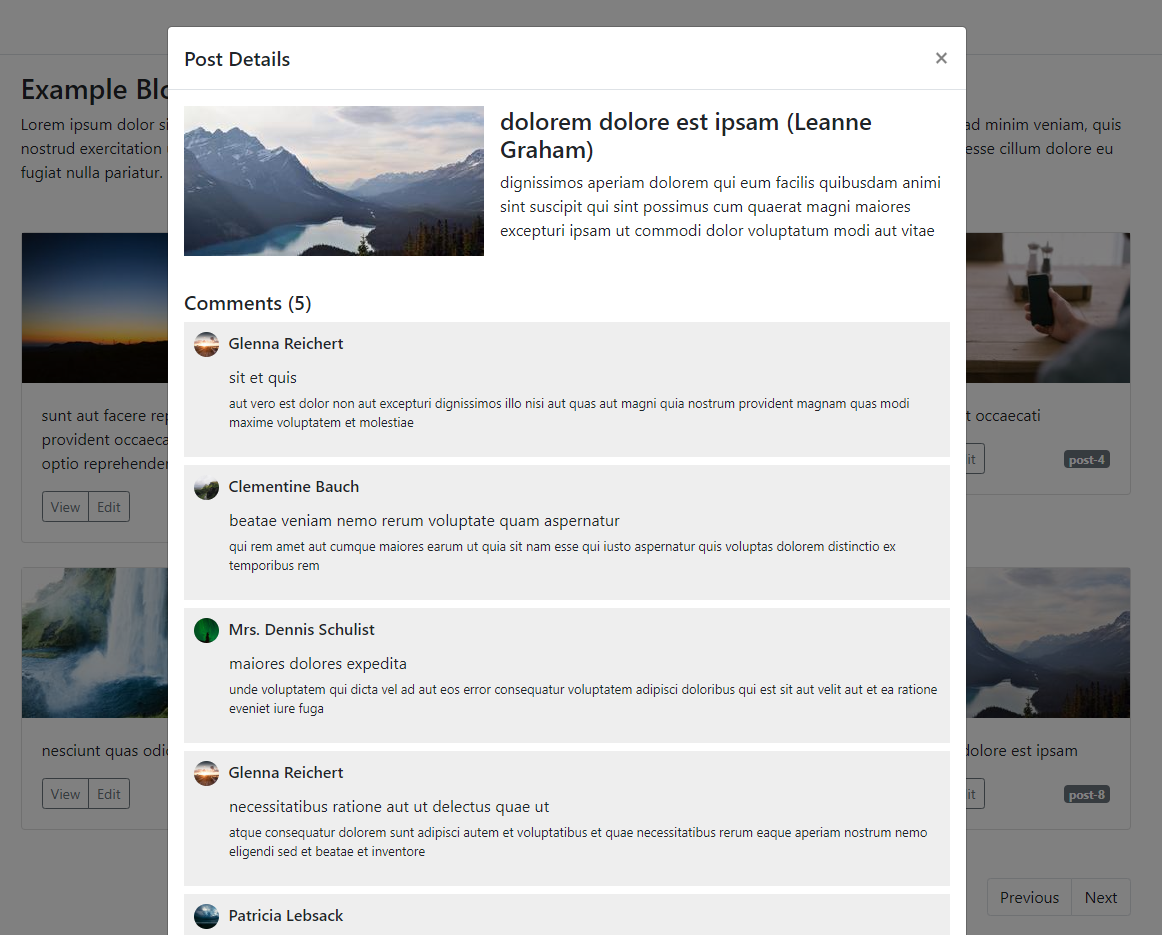 Post Details
×
Example Blo
Lorem ipsum dolor si
ad minim veniam, quis
nostrud exercitation
esse cillum dolore eu
fugiat nulla pariatur.
dolorem dolore est ipsam (Leanne
Graham)
dignissimos aperiam dolorem qui eum facilis quibusdam animi
sint suscipit qui sint possimus cum quaerat magni maiores
excepturi ipsam ut commodi dolor voluptatum modi aut vitae
Comments (5)
Glenna Reichert
sit et quis
aut vero est dolor non aut excepturi dignissimos illo nisi aut quas aut magni quia nostrum provident magnam quas modi
maxime voluptatem et molestiae
Clementine Bauch
beatae veniam nemo rerum voluptate quam aspernatur
qui rem amet aut cumque maiores earum ut quia sit nam esse qui iusto aspernatur quis voluptas dolorem distinctio ex
temporibus rem
Mrs. Dennis Schulist
maiores dolores expedita
unde voluptatem qui dicta vel ad aut eos error consequatur voluptatem adipisci doloribus qui est sit aut velit aut et ea ratione
eveniet iure fuga
Glenna Reichert
necessitatibus ratione aut ut delectus quae ut
atque consequatur dolorem sunt adipisci autem et voluptatibus et quae necessitatibus rerum eaque aperiam nostrum nemo
eligendi sed et beatae et inventore
Patricia Lebsack
sunt aut facere rep
provident occaeca
optio reprehender
View
Edit
t occaecati
it
post-4
nesciunt quas odio
View
Edit
dolore est ipsam
it
post-8
Previous
Next